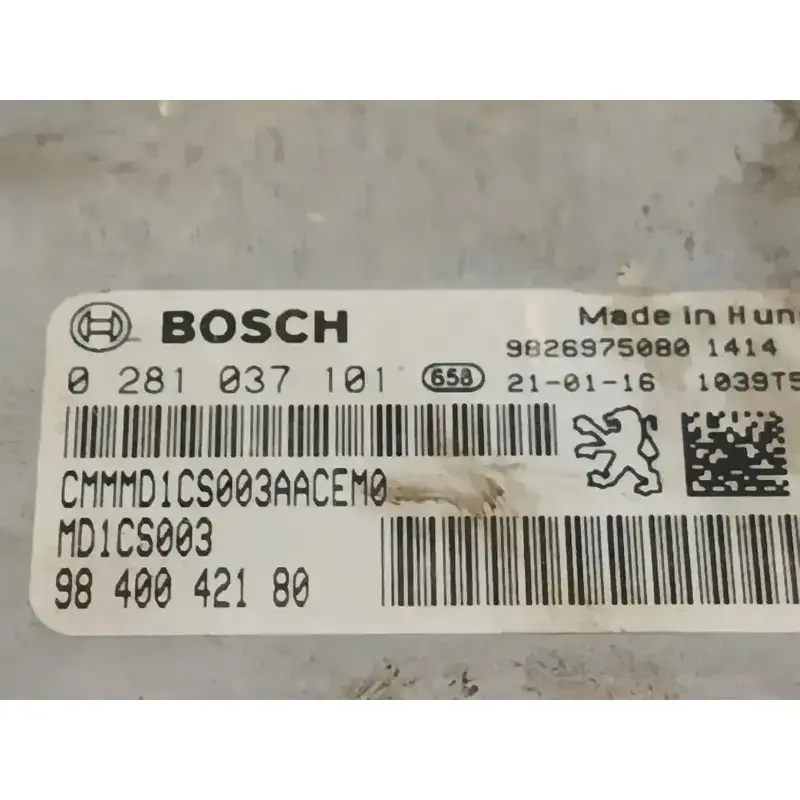 BOSCH
Made in Hun
9826975080 1414
0 281 037 101 658 21-01-16 1039T5
CMMMD1CS003AACEM0
MD1CS003
98 400 421 80